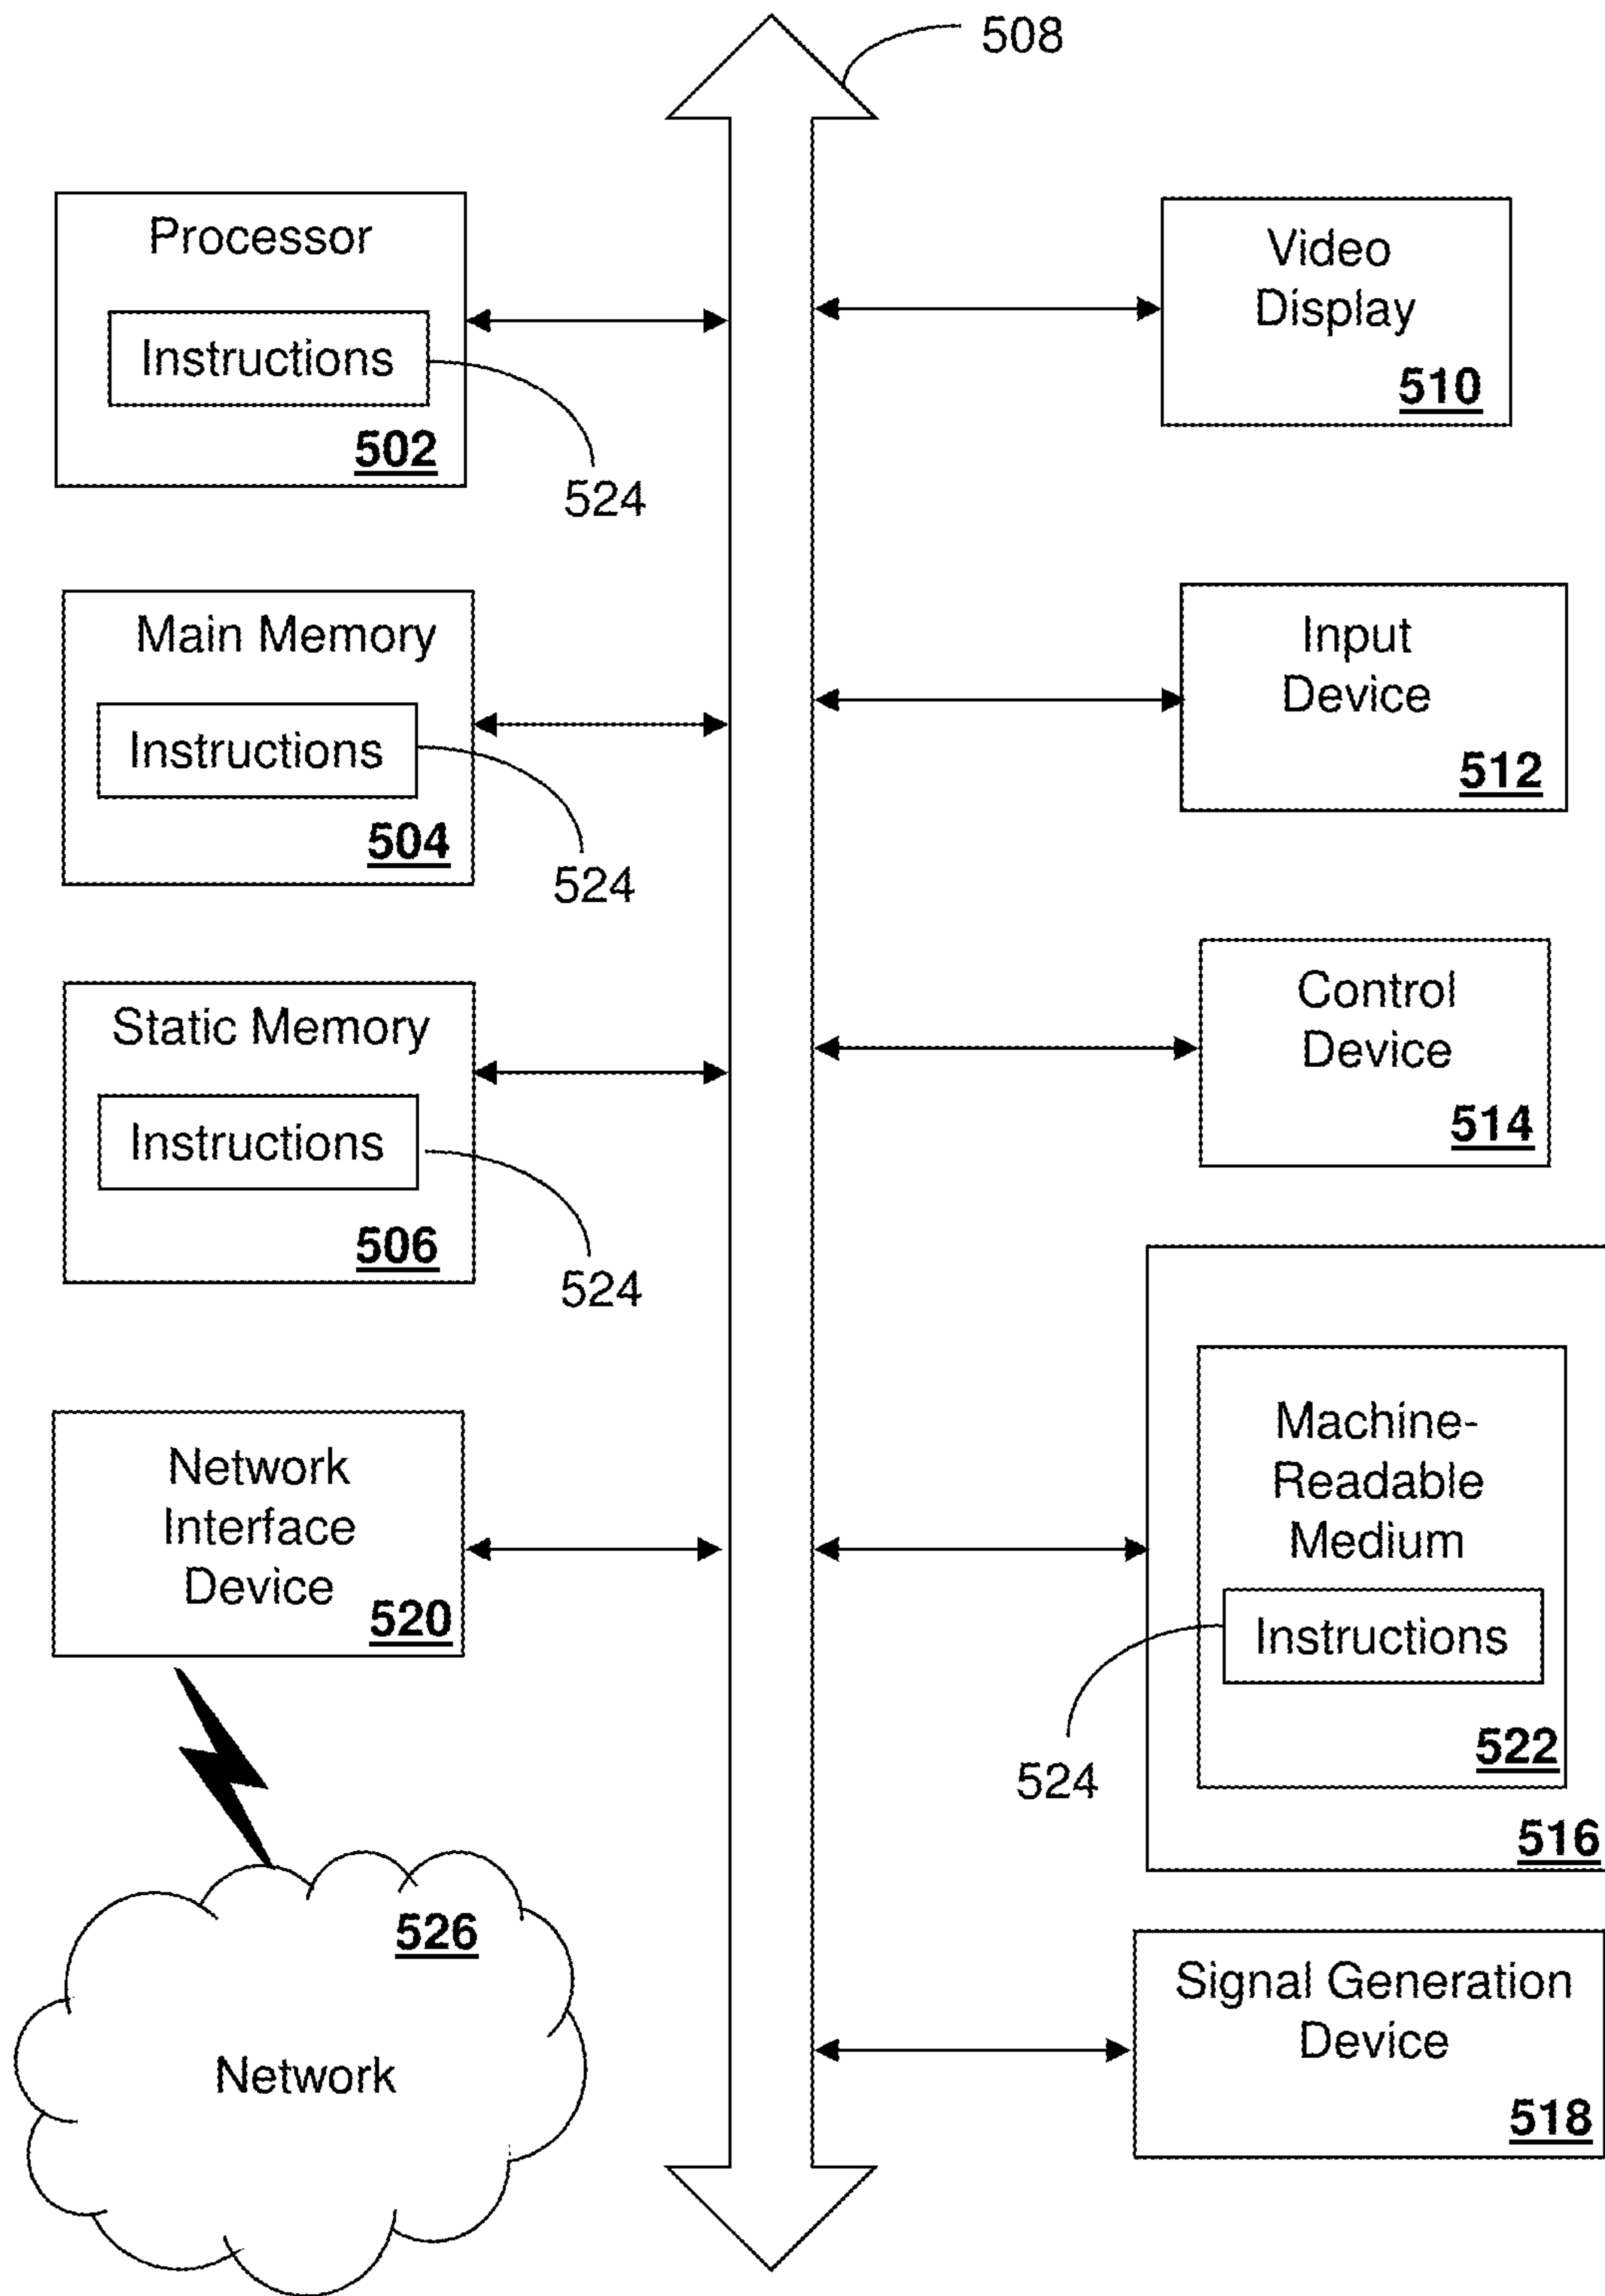 508
Processor
Instructions
502
524
Video
Display
510
Main Memory
Instructions
504
524
Input
Device
512
Static Memory
Instructions
506
524
Control
Device
514
Network
Interface
Device
520
Machine-
Readable
Medium
Instructions
522
524
516
526
Network
Signal Generation
Device
518